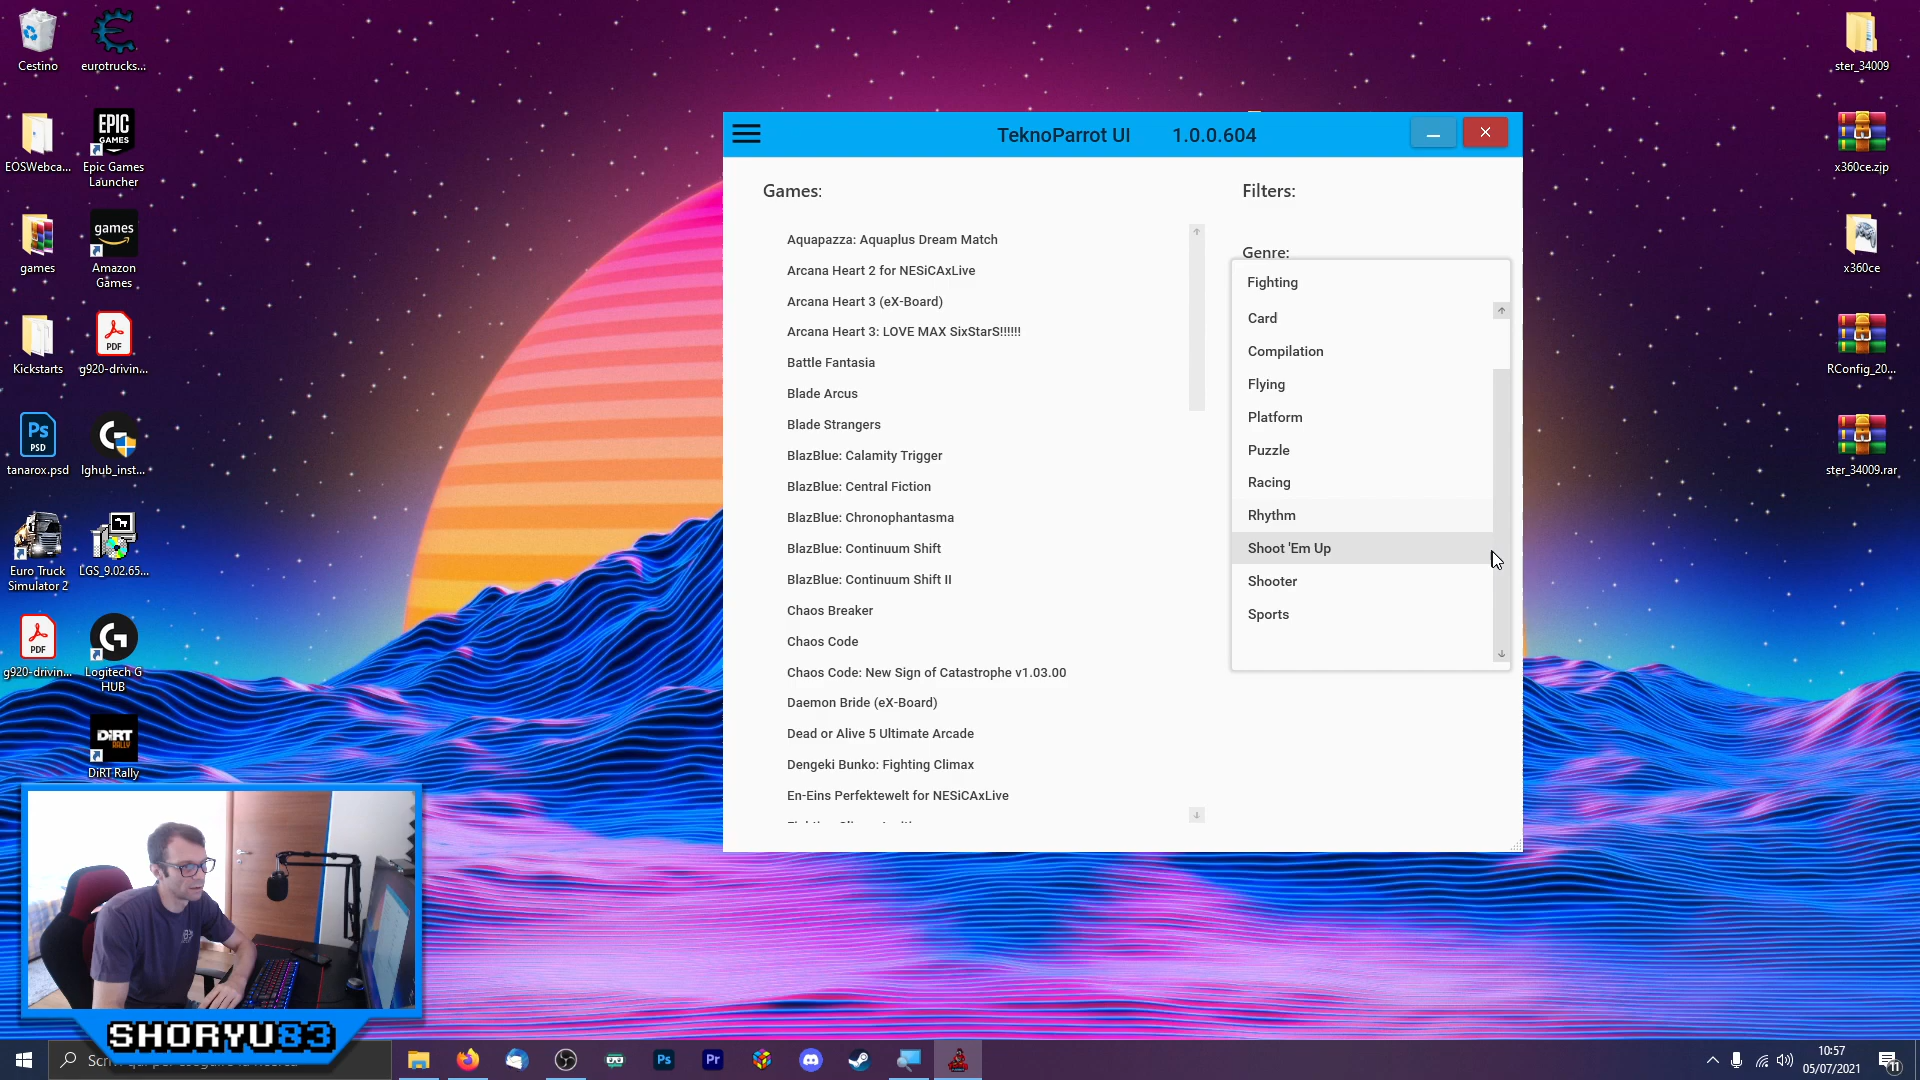 Cestino
eurotrucks...
EOSWebca...
EPIC
GAMES
Epic Games
Launcher
games
games
Amazon
Games
Kickstarts
PDF
g920-drivin...
Ps
PSD
tanarox.psd
lghub_inst...
Euro Truck
Simulator 2
LGS_9.02.65...
PDF
g920-drivin...
Logitech G
HUB
DiRT
RALLY
DiRT Rally
TeknoParrot UI 1.0.0.604
Games:
Aquapazza: Aquaplus Dream Match
Arcana Heart 2 for NESiCAxLive
Arcana Heart 3 (eX-Board)
Arcana Heart 3: LOVE MAX SixStarS!!!!!!
Battle Fantasia
Blade Arcus
Blade Strangers
BlazBlue: Calamity Trigger
BlazBlue: Central Fiction
BlazBlue: Chronophantasma
BlazBlue: Continuum Shift
BlazBlue: Continuum Shift II
Chaos Breaker
Chaos Code
Chaos Code: New Sign of Catastrophe v1.03.00
Daemon Bride (eX-Board)
Dead or Alive 5 Ultimate Arcade
Dengeki Bunko: Fighting Climax
En-Eins Perfektewelt for NESiCAxLive
Filters:
Genre:
Fighting
Card
Compilation
Flying
Platform
Puzzle
Racing
Rhythm
Shoot 'Em Up
Shooter
Sports
ster_34009
x360ce.zip
x360ce
RConfig_20...
ster_34009.rar
SHORYU83
Ps
Pr
10:57
05/07/2021
11